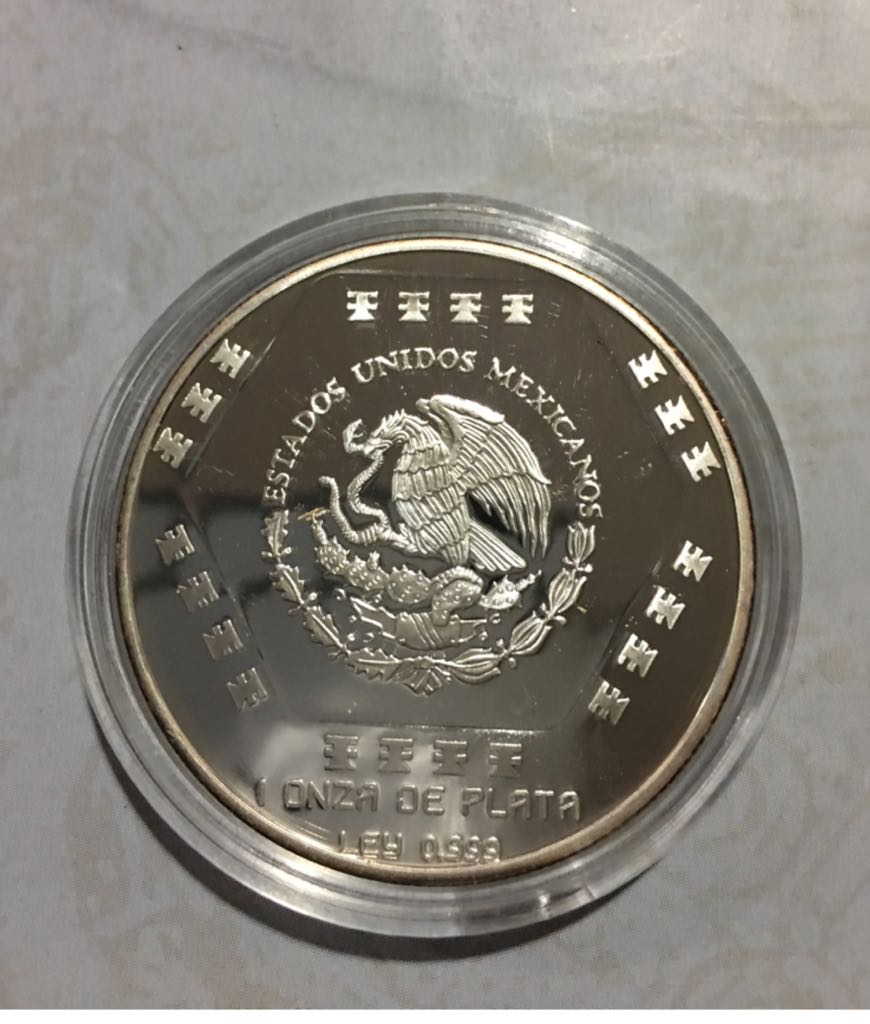 ESTADOS UNIDOS MEXICANOS
1 ONZA DE PLATA
LEY 0.999